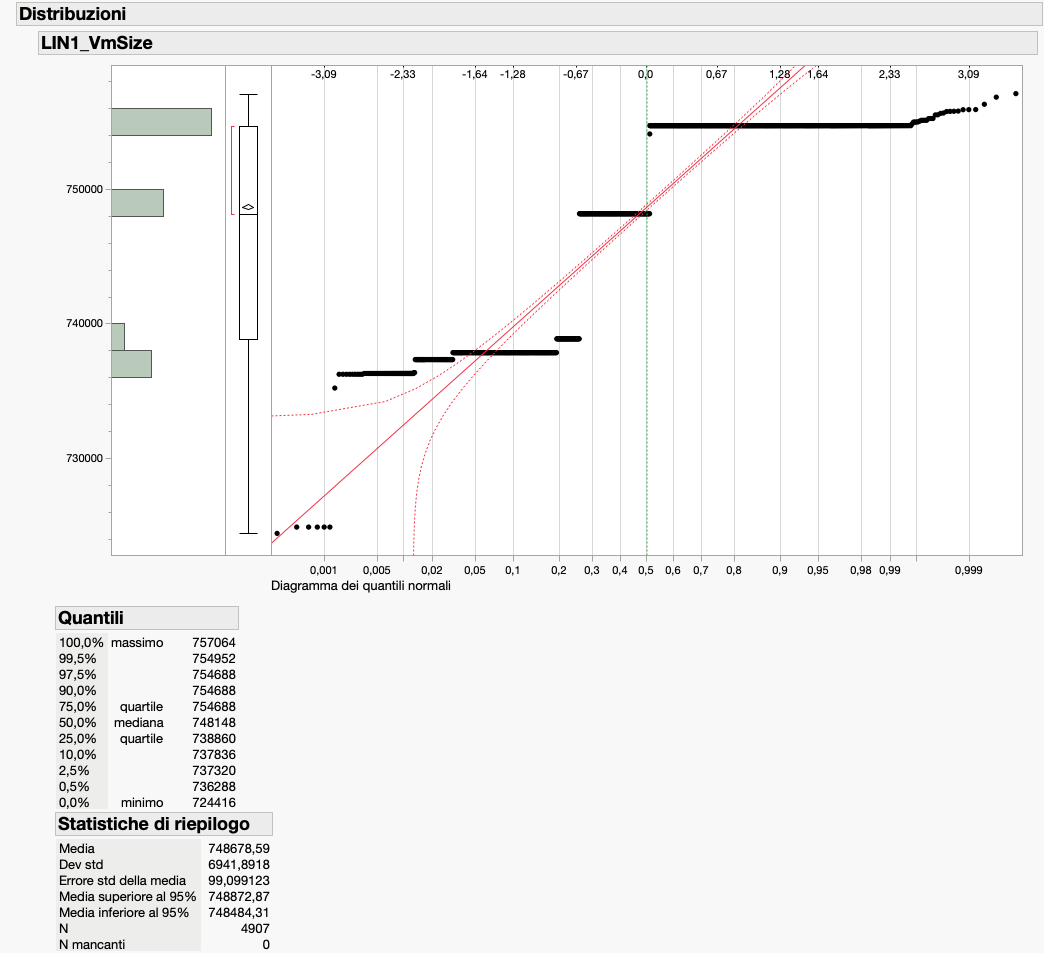 Distribuzioni
LIN1_VmSize
-3,09 -2,33 -1,64 -1,28 -0,67 0,0 0,67 1,28 1,64 2,33 3,09
750000
740000
730000
0,001 0,005 0,02 0,05 0,1 0,2 0,3 0,4 0,5 0,6 0,7 0,8 0,9 0,95 0,98 0,99 0,999
Diagramma dei quantili normali
Quantili
100,0% massimo 757064
99,5% 754952
97,5% 754688
90,0% 754688
75,0% quartile 754688
50,0% mediana 748148
25,0% quartile 738860
10,0% 737836
2,5% 737320
0,5% 736288
0,0% minimo 724416
Statistiche di riepilogo
Media 748678,59
Dev std 6941,8918
Errore std della media 99,099123
Media superiore al 95% 748872,87
Media inferiore al 95% 748484,31
N 4907
N mancanti 0